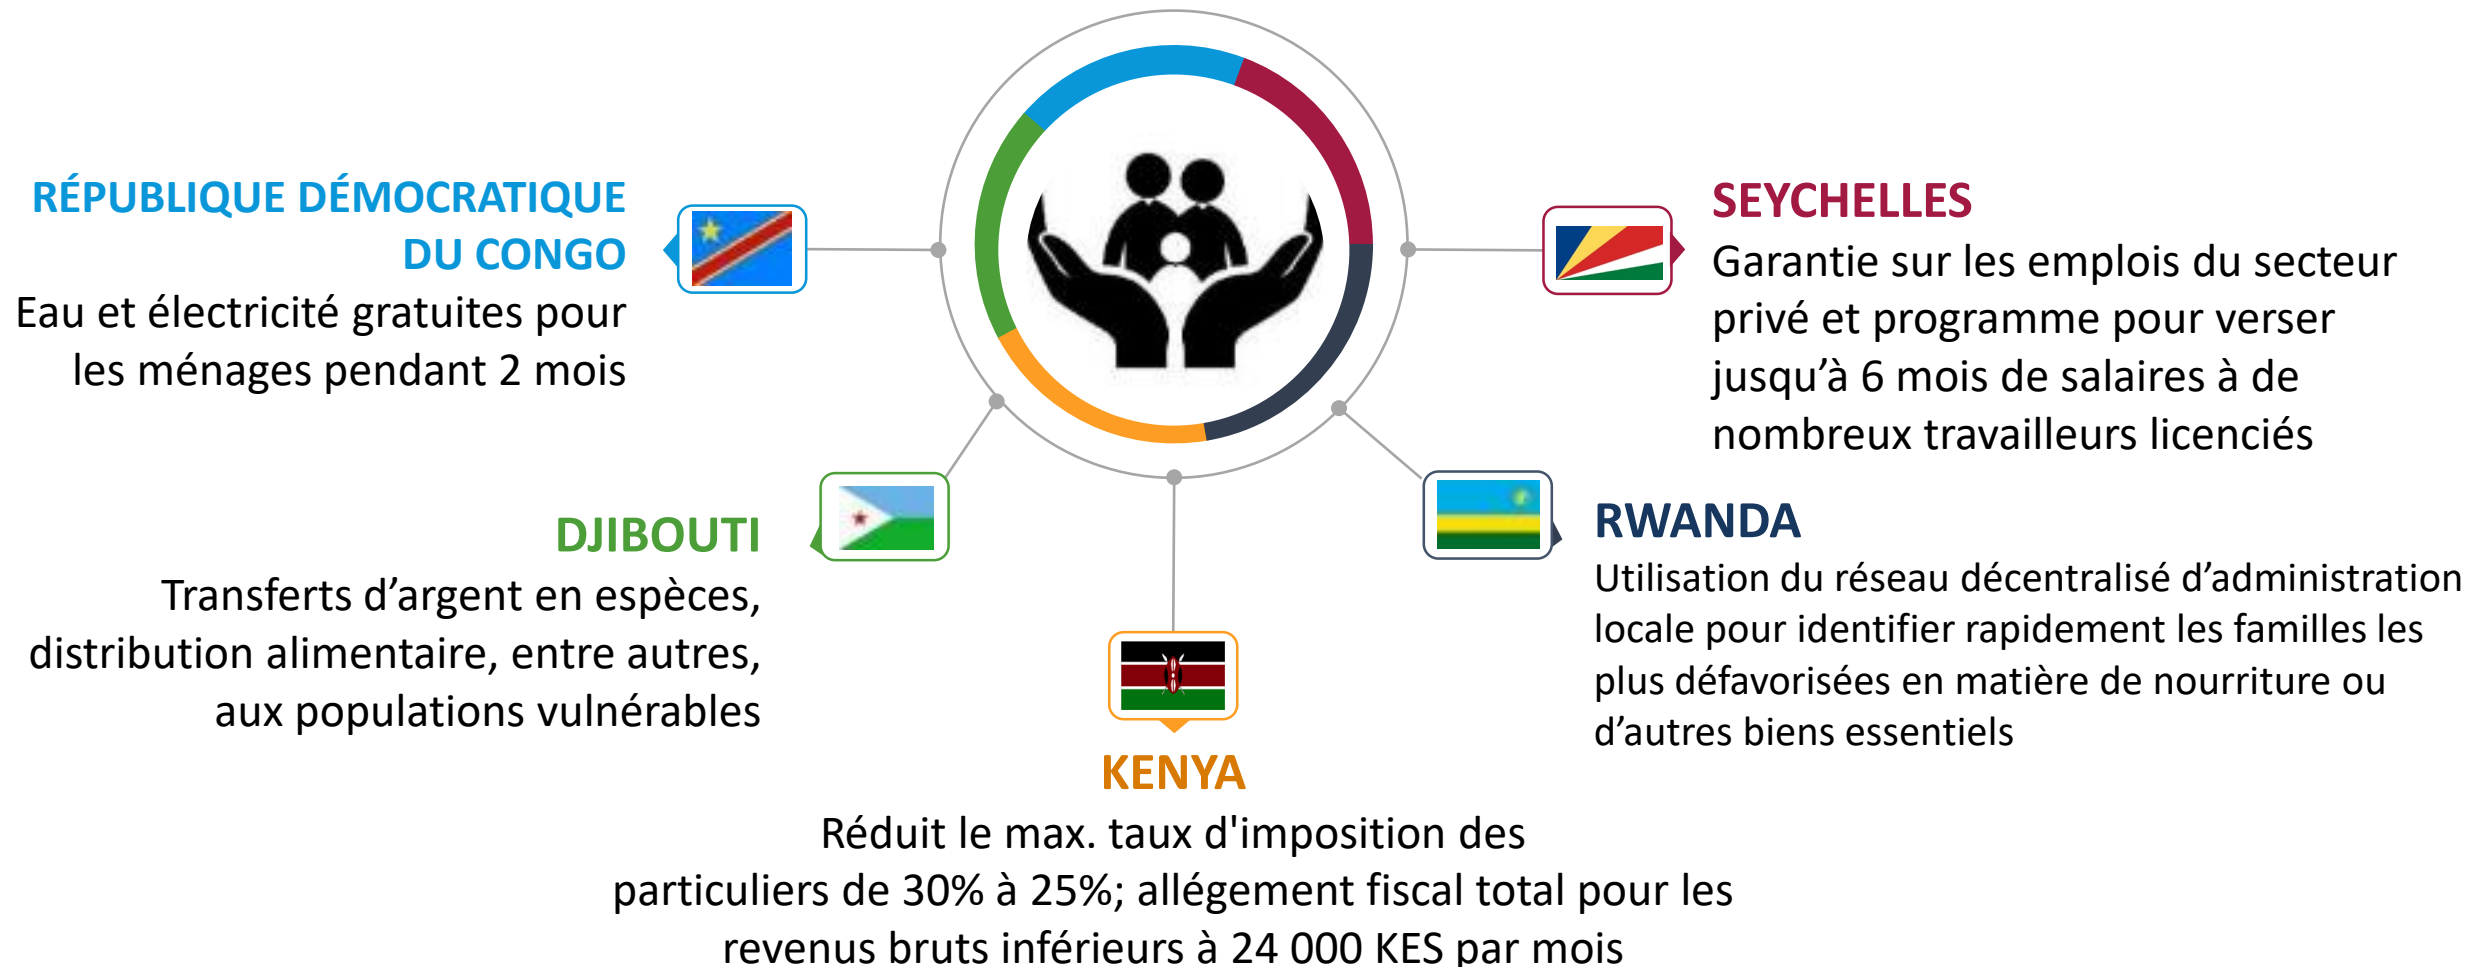 RÉPUBLIQUE DÉMOCRATIQUE
DU CONGO
Eau et électricité gratuites pour
les ménages pendant 2 mois
SEYCHELLES
Garantie sur les emplois du secteur
privé et programme pour verser
jusqu’à 6 mois de salaires à de
nombreux travailleurs licenciés
DJIBOUTI
Transferts d’argent en espèces,
distribution alimentaire, entre autres,
aux populations vulnérables
RWANDA
Utilisation du réseau décentralisé d’administration
locale pour identifier rapidement les familles les
plus défavorisées en matière de nourriture ou
d’autres biens essentiels
KENYA
Réduit le max. taux d'imposition des
particuliers de 30% à 25%; allégement fiscal total pour les
revenus bruts inférieurs à 24 000 KES par mois